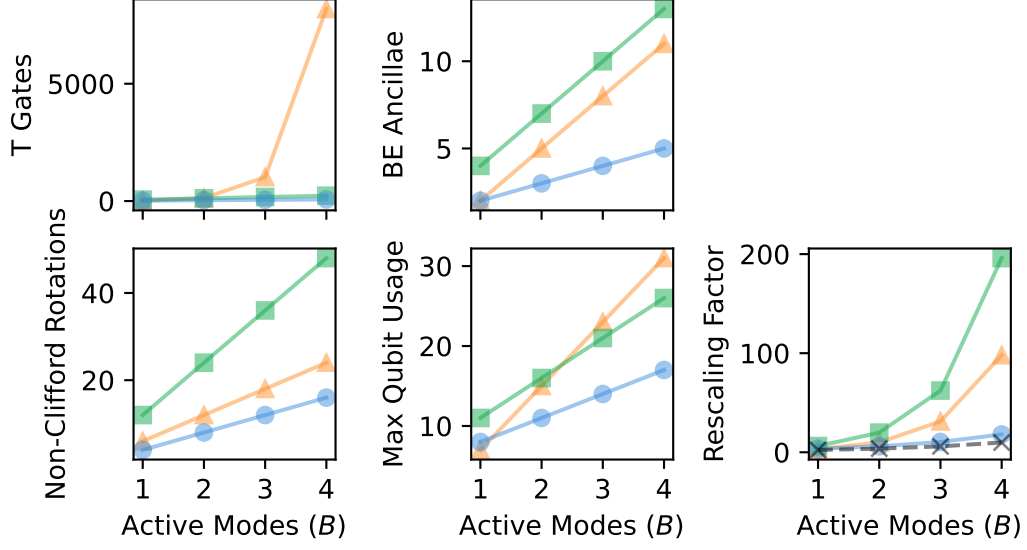 T Gates
5000
0
BE Ancillae
10
5
Non-Clifford Rotations
40
20
1 2 3 4
Active Modes (B)
Max Qubit Usage
30
20
10
1 2 3 4
Active Modes (B)
Rescaling Factor
200
100
0
1 2 3 4
Active Modes (B)